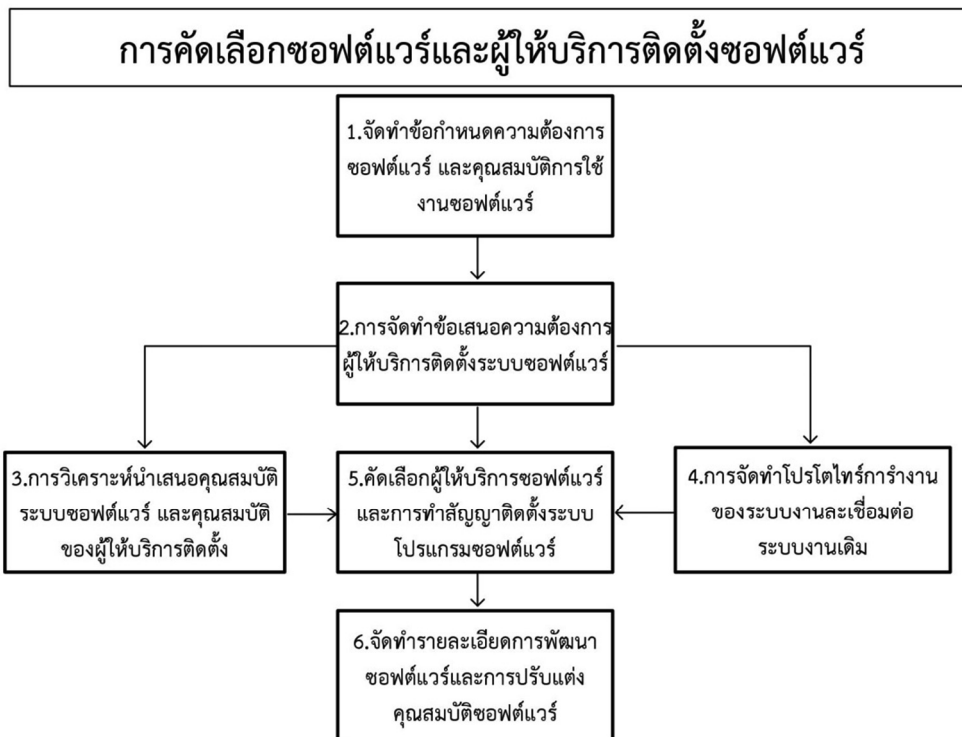 การคัดเลือกซอฟต์แวร์และผู้ให้บริการติดตั้งซอฟต์แวร์
1.จัดทำข้อกำหนดความต้องการ
ซอฟต์แวร์ และคุณสมบัติการใช้
งานซอฟต์แวร์
2.การจัดทำข้อเสนอความต้องการ
ผู้ให้บริการติดตั้งระบบซอฟต์แวร์
3.การวิเคราะห์นำเสนอคุณสมบัติ
ระบบซอฟต์แวร์ และคุณสมบัติ
ของผู้ให้บริการติดตั้ง
5.คัดเลือกผู้ให้บริการซอฟต์แวร์
และการทำสัญญาติดตั้งระบบ
โปรแกรมซอฟต์แวร์
4.การจัดทำโปรโตไทร์การำงาน
ของระบบงานละเชื่อมต่อ
ระบบงานเดิม
6.จัดทำรายละเอียดการพัฒนา
ซอฟต์แวร์และการปรับแต่ง
คุณสมบัติซอฟต์แวร์